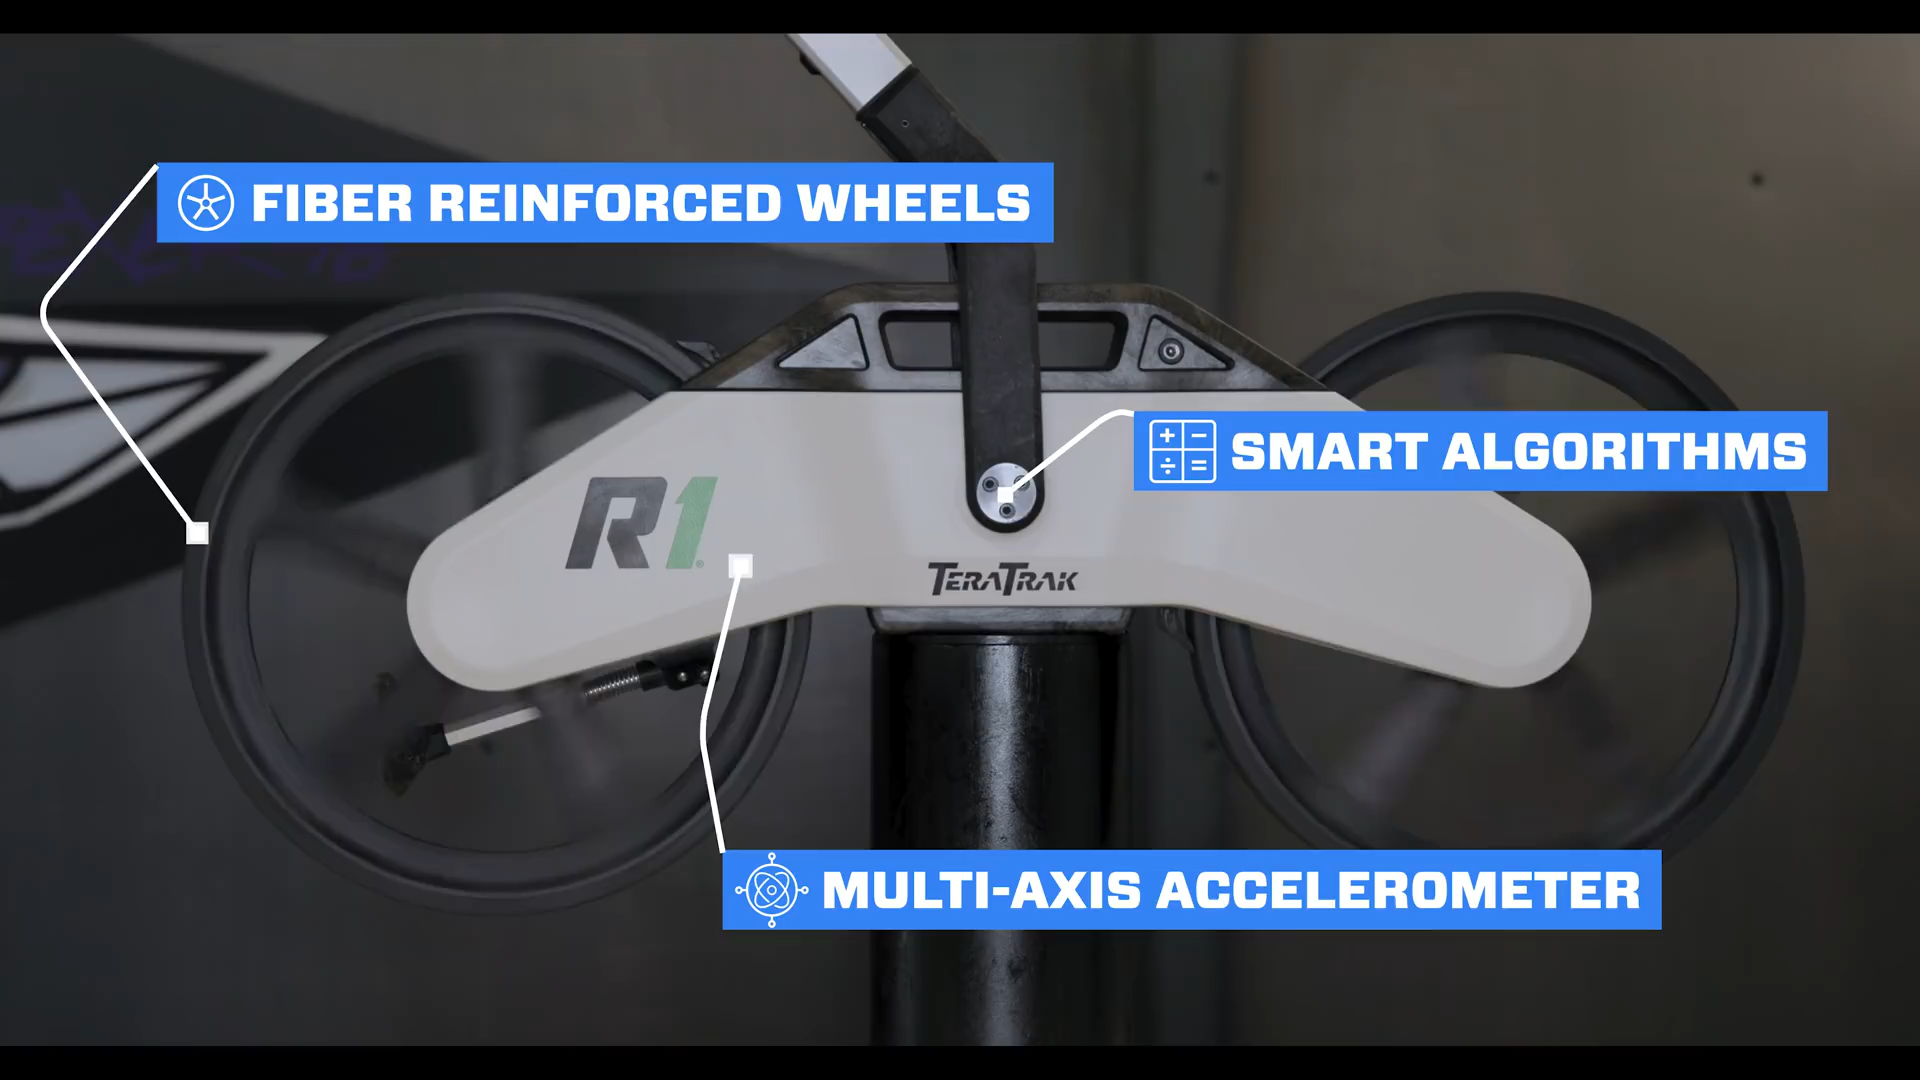 FIBER REINFORCED WHEELS
SMART ALGORITHMS
R1®
TERATRAK
MULTI-AXIS ACCELEROMETER